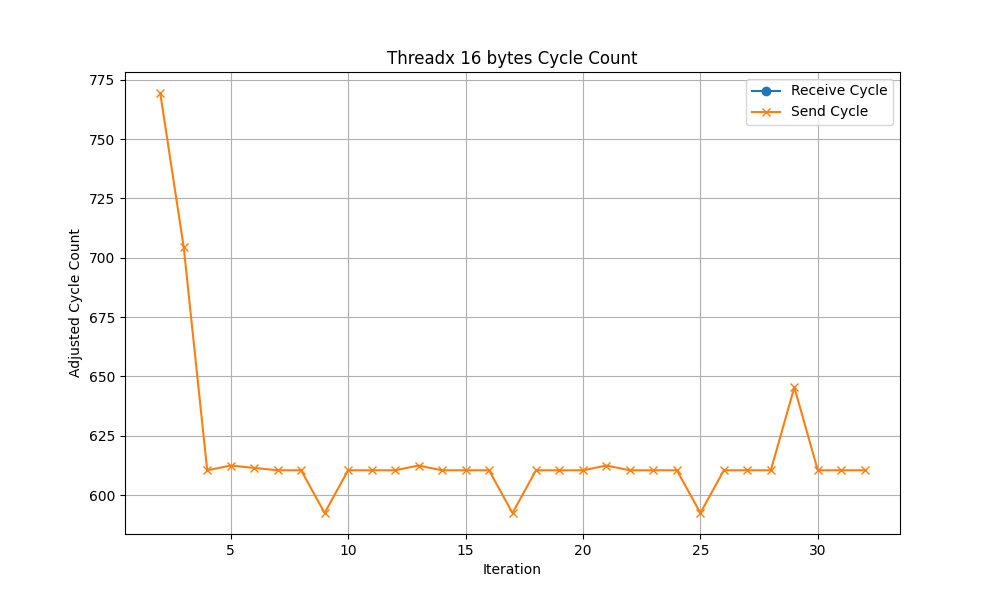 Threadx 16 bytes Cycle Count
775
750
725
700
675
650
625
600
Adjusted Cycle Count
Receive Cycle
Send Cycle
5 10 15 20 25 30
Iteration